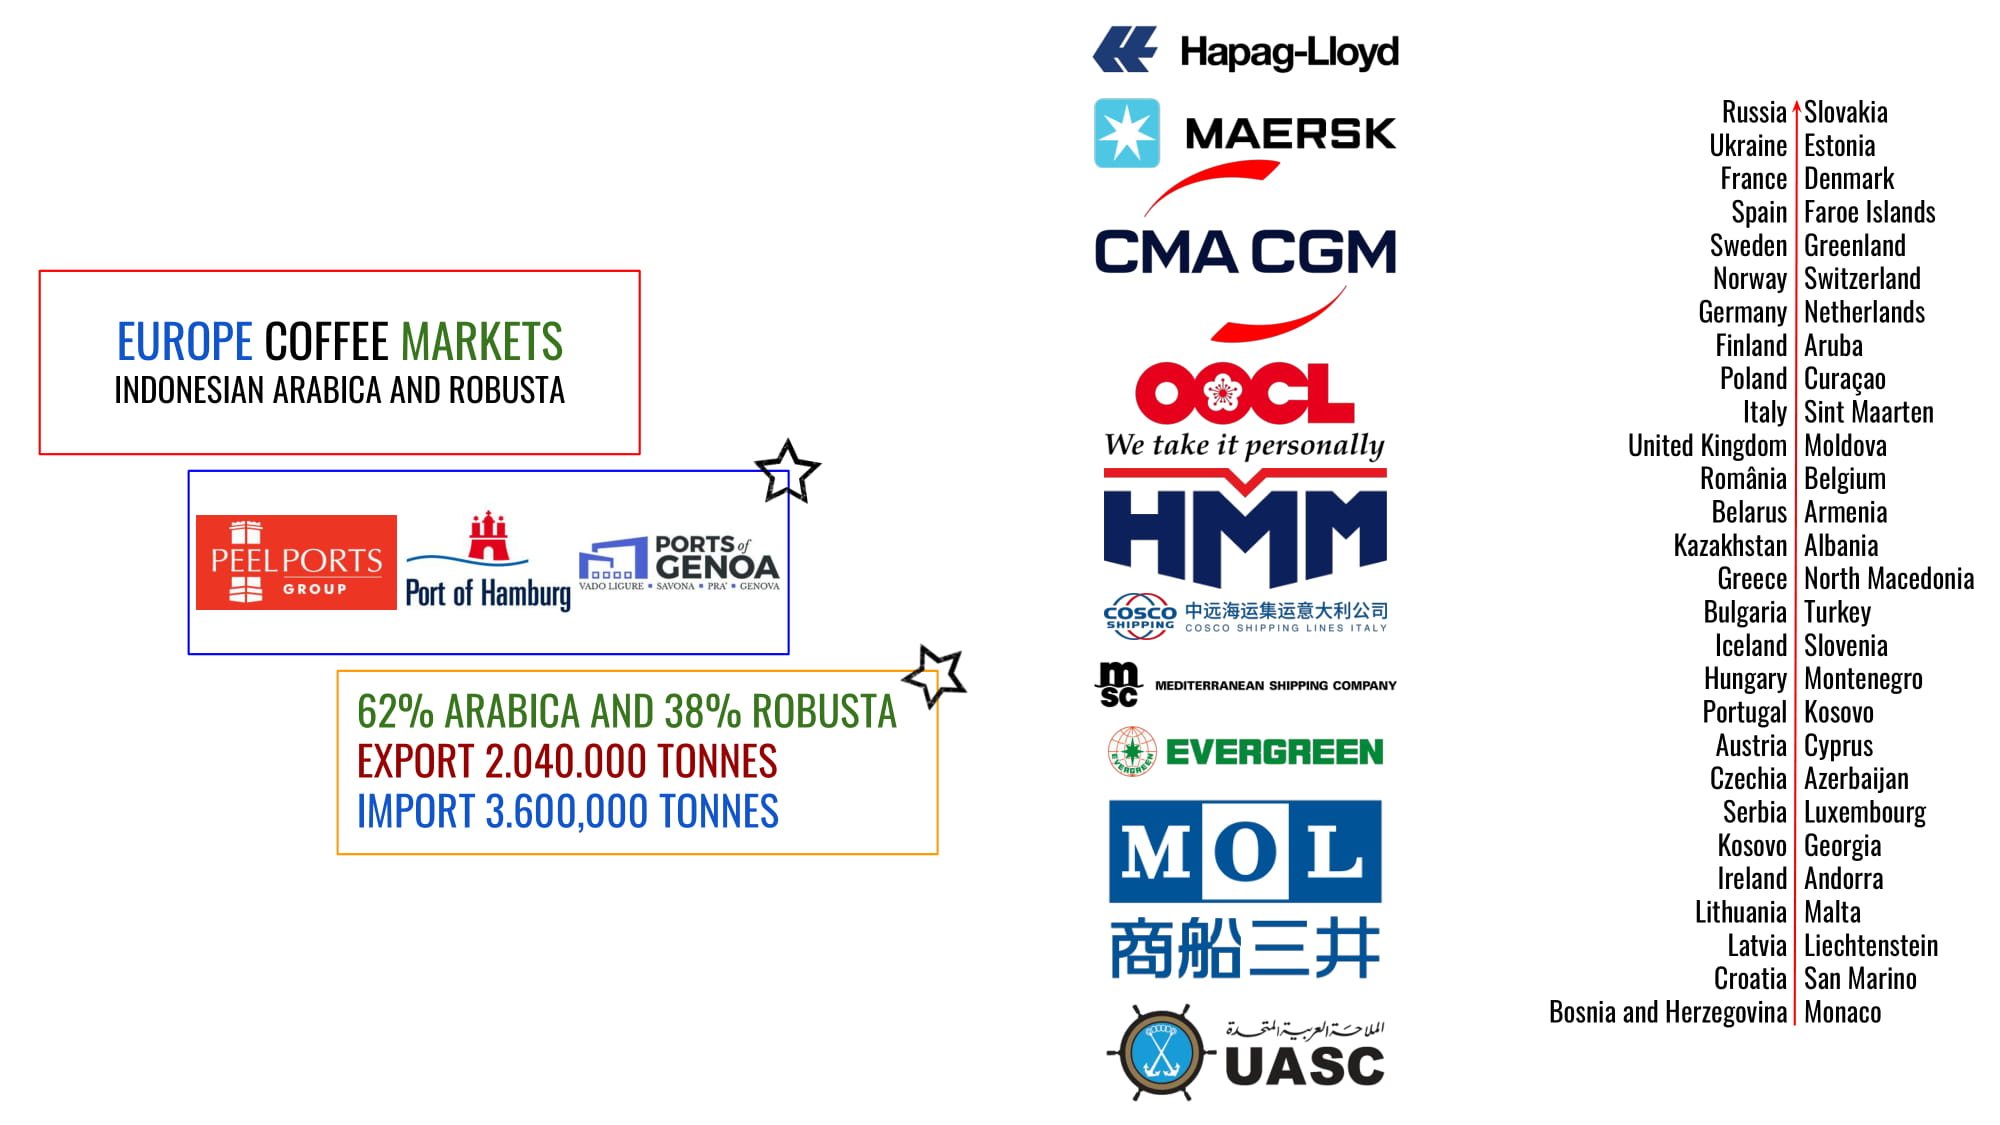 EUROPE COFFEE MARKETS
INDONESIAN ARABICA AND ROBUSTA
PEEL PORTS
GROUP
Port of Hamburg
PORTS of
GENOA
VADO LIGURE ▪ SAVONA ▪ PRA' ▪ GENOVA
62% ARABICA AND 38% ROBUSTA
EXPORT 2.040.000 TONNES
IMPORT 3.600,000 TONNES
Hapag-Lloyd
MAERSK
CMA CGM
OOCL
We take it personally
HMM
COSCO
SHIPPING
中远海运集运意大利公司
COSCO SHIPPING LINES ITALY
msc
MEDITERRANEAN SHIPPING COMPANY
EVERGREEN
EVERGREEN
MOL
商船三井
الملاحة العربية المتحدة
UASC
Russia Slovakia
Ukraine Estonia
France Denmark
Spain Faroe Islands
Sweden Greenland
Norway Switzerland
Germany Netherlands
Finland Aruba
Poland Curaçao
Italy Sint Maarten
United Kingdom Moldova
România Belgium
Belarus Armenia
Kazakhstan Albania
Greece North Macedonia
Bulgaria Turkey
Iceland Slovenia
Hungary Montenegro
Portugal Kosovo
Austria Cyprus
Czechia Azerbaijan
Serbia Luxembourg
Kosovo Georgia
Ireland Andorra
Lithuania Malta
Latvia Liechtenstein
Croatia San Marino
Bosnia and Herzegovina Monaco